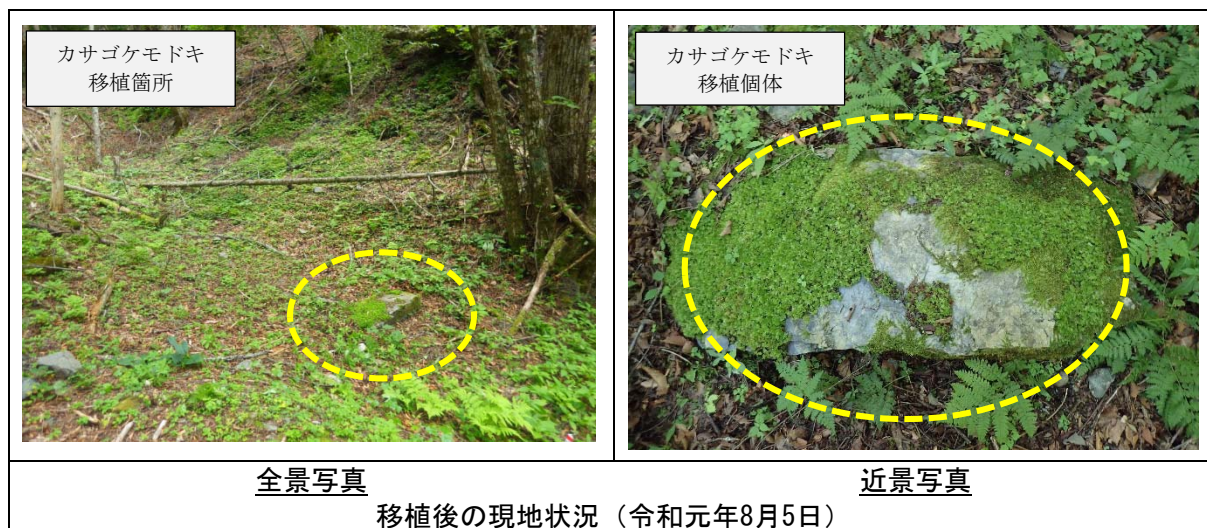 カサゴケモドキ
移植箇所
カサゴケモドキ
移植個体
全景写真
近景写真
移植後の現地状況（令和元年8月5日）